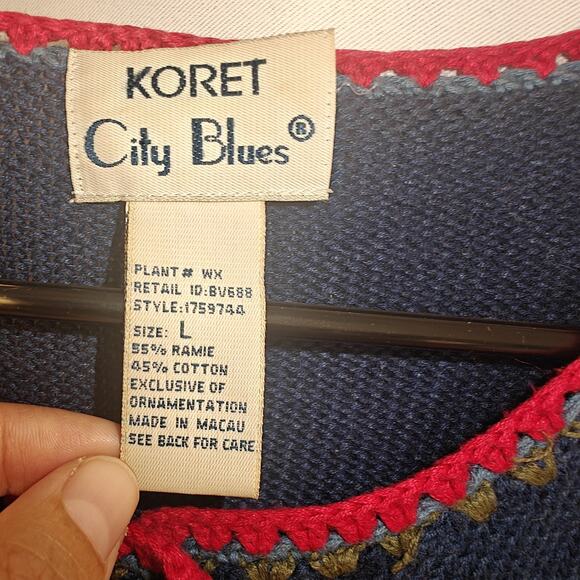 KORET
City Blues®
PLANT# WX
RETAIL ID:BV688
STYLE:1759744
SIZE: L
55% RAMIE
45% COTTON
EXCLUSIVE OF
ORNAMENTATION
MADE IN MACAU
SEE BACK FOR CARE